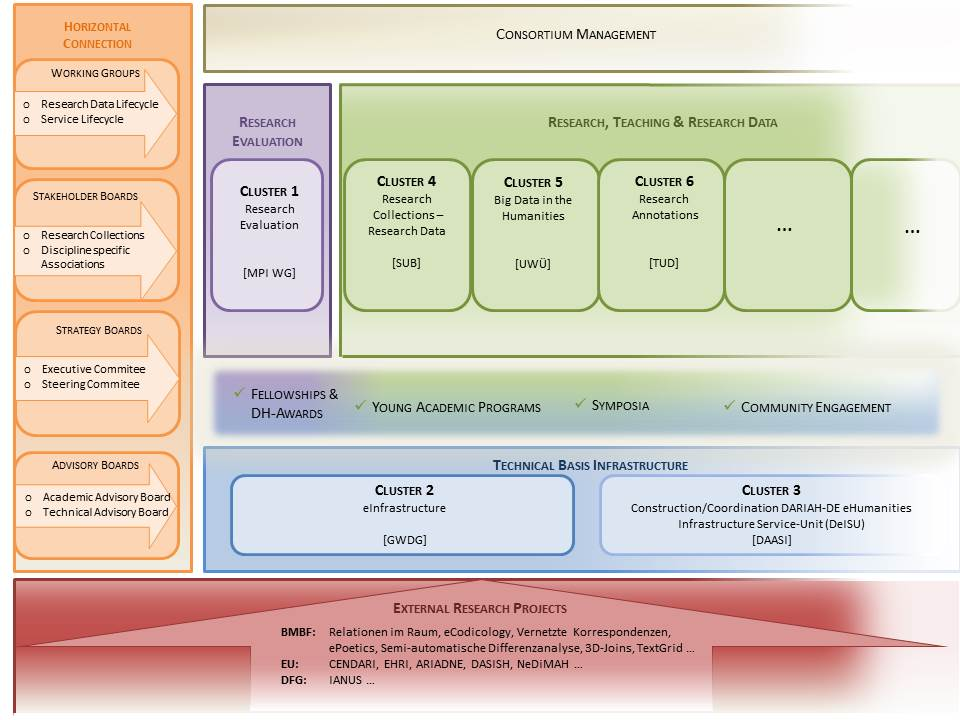 Horizontal
Connection
Working Groups
o Research Data Lifecycle
o Service Lifecycle
Stakeholder Boards
o Research Collections
o Discipline specific
Associations
Strategy Boards
o Executive Commitee
o Steering Commitee
Advisory Boards
o Academic Advisory Board
o Technical Advisory Board
Consortium Management
Research
Evaluation
Cluster 1
Research
Evaluation
[MPI WG]
Research, Teaching & Research Data
Cluster 4
Research
Collections –
Research Data
[SUB]
Cluster 5
Big Data in the
Humanities
[UWÜ]
Cluster 6
Research
Annotations
[TUD]
...
...
✓ Fellowships &
DH-Awards
✓ Young Academic Programs
✓ Symposia
✓ Community Engagement
Technical Basis Infrastructure
Cluster 2
eInfrastructure
[GWDG]
Cluster 3
Construction/Coordination DARIAH-DE eHumanities
Infrastructure Service-Unit (DeISU)
[DAASI]
External Research Projects
BMBF: Relationen im Raum, eCodicology, Vernetzte Korrespondenzen,
ePoetics, Semi-automatische Differenzanalyse, 3D-Joins, TextGrid ...
EU: CENDARI, EHRI, ARIADNE, DASISH, NeDiMAH ...
DFG: IANUS ...